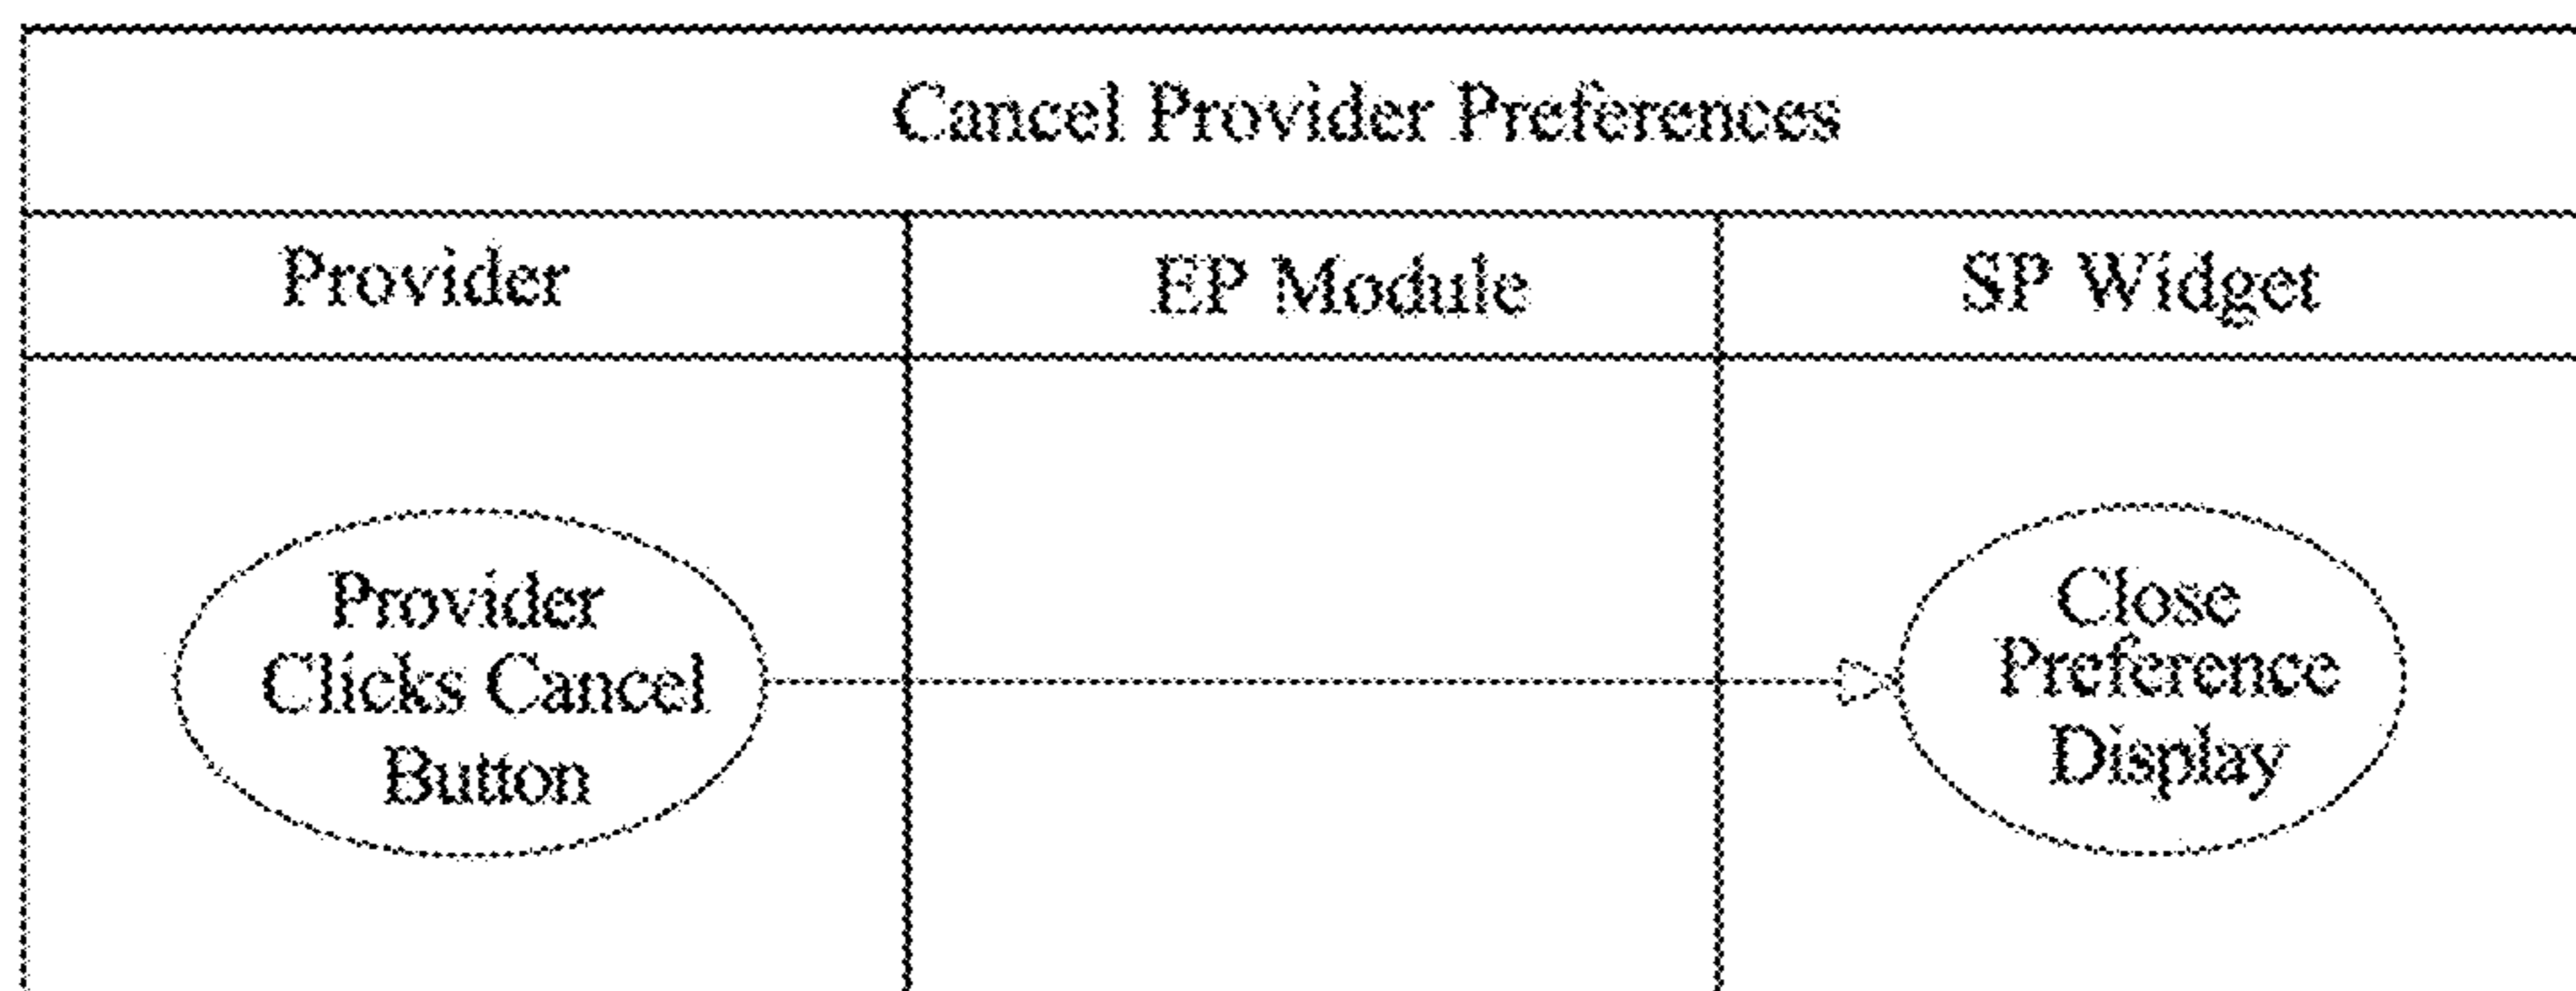 Cancel Provider Preferences
Provider
EP Module
SP Widget
Provider
Clicks Cancel
Button
Close
Preference
Display